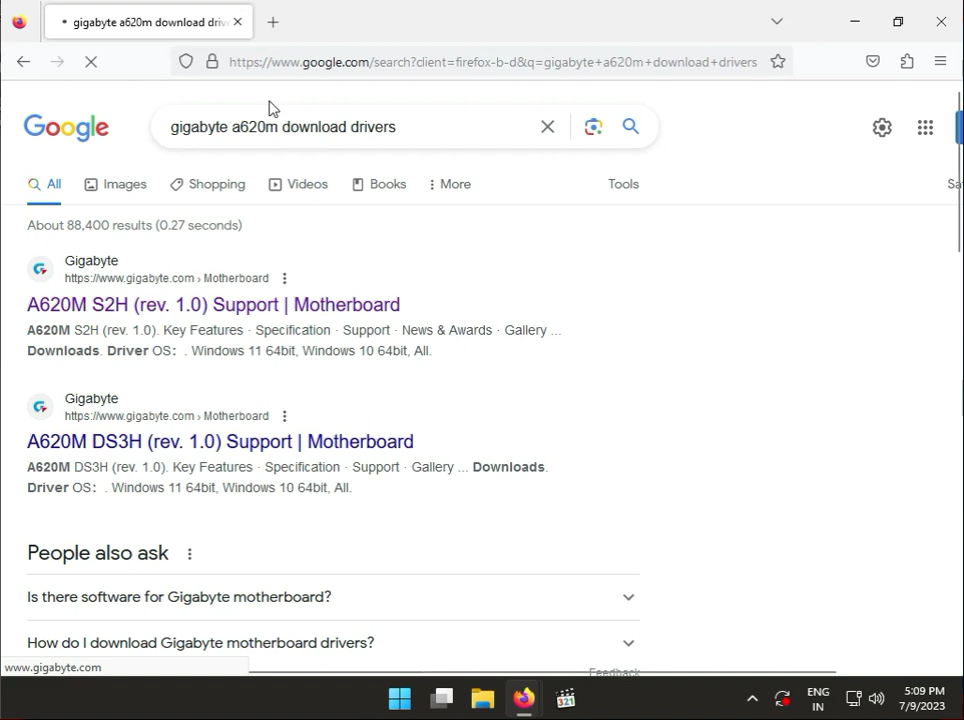 gigabyte a620m download drive
https://www.google.com/search?client=firefox-b-d&q=gigabyte+a620m+download+drivers
Google
gigabyte a620m download drivers
All Images Shopping Videos Books More Tools
About 88,400 results (0.27 seconds)
Gigabyte
https://www.gigabyte.com › Motherboard
A620M S2H (rev. 1.0) Support | Motherboard
A620M S2H (rev. 1.0). Key Features · Specification · Support · News & Awards · Gallery ...
Downloads. Driver OS： . Windows 11 64bit, Windows 10 64bit, All.
Gigabyte
https://www.gigabyte.com › Motherboard
A620M DS3H (rev. 1.0) Support | Motherboard
A620M DS3H (rev. 1.0). Key Features · Specification · Support · Gallery ... Downloads.
Driver OS： . Windows 11 64bit, Windows 10 64bit, All.
People also ask
Is there software for Gigabyte motherboard?
How do I download Gigabyte motherboard drivers?
Feedback
www.gigabyte.com
321
ENG
IN
5:09 PM
7/9/2023